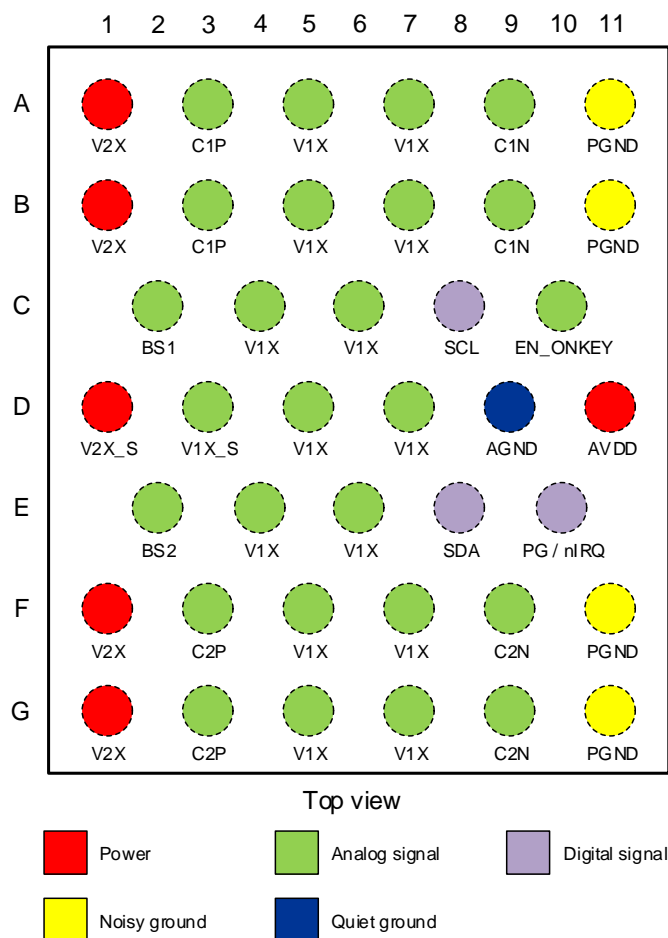 1 2 3 4 5 6 7 8 9 10 11
A
V2X C1P V1X V1X C1N PGND
B
V2X C1P V1X V1X C1N PGND
C
BS1 V1X V1X SCL EN_ONKEY
D
V2X_S V1X_S V1X V1X AGND AVDD
E
BS2 V1X V1X SDA PG / nIRQ
F
V2X C2P V1X V1X C2N PGND
G
V2X C2P V1X V1X C2N PGND
Top view
Power Analog signal Digital signal
Noisy ground Quiet ground